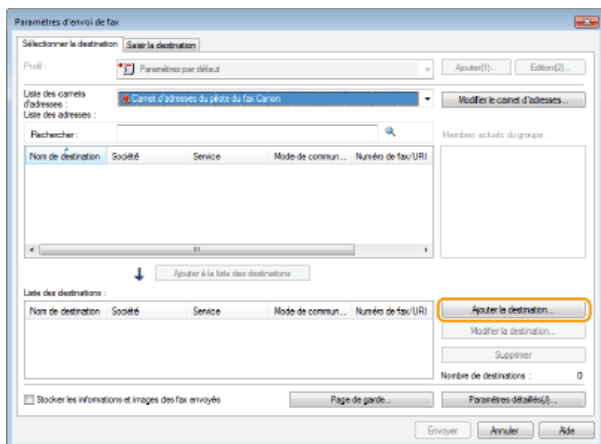 Paramètres d'envoi de fax
Sélectionner la destination Saisir la destination
Profil : Paramètres par défaut Ajouter(1)... Edition(2)...
Liste des carnets d'adresses : Carnet d'adresses du pilote du fax Canon Modifier le carnet d'adresses...
Liste des adresses :
Rechercher : Membres actuels du groupe :
Nom de destination Société Service Mode de commun... Numéro de fax/URI
Ajouter à la liste des destinations
Liste des destinations :
Nom de destination Société Service Mode de commun... Numéro de fax/URI
Ajouter la destination...
Modifier la destination...
Supprimer
Nombre de destinations : 0
Stocker les informations et images des fax envoyés Page de garde... Paramètres détaillés(J)...
Envoyer Annuler Aide